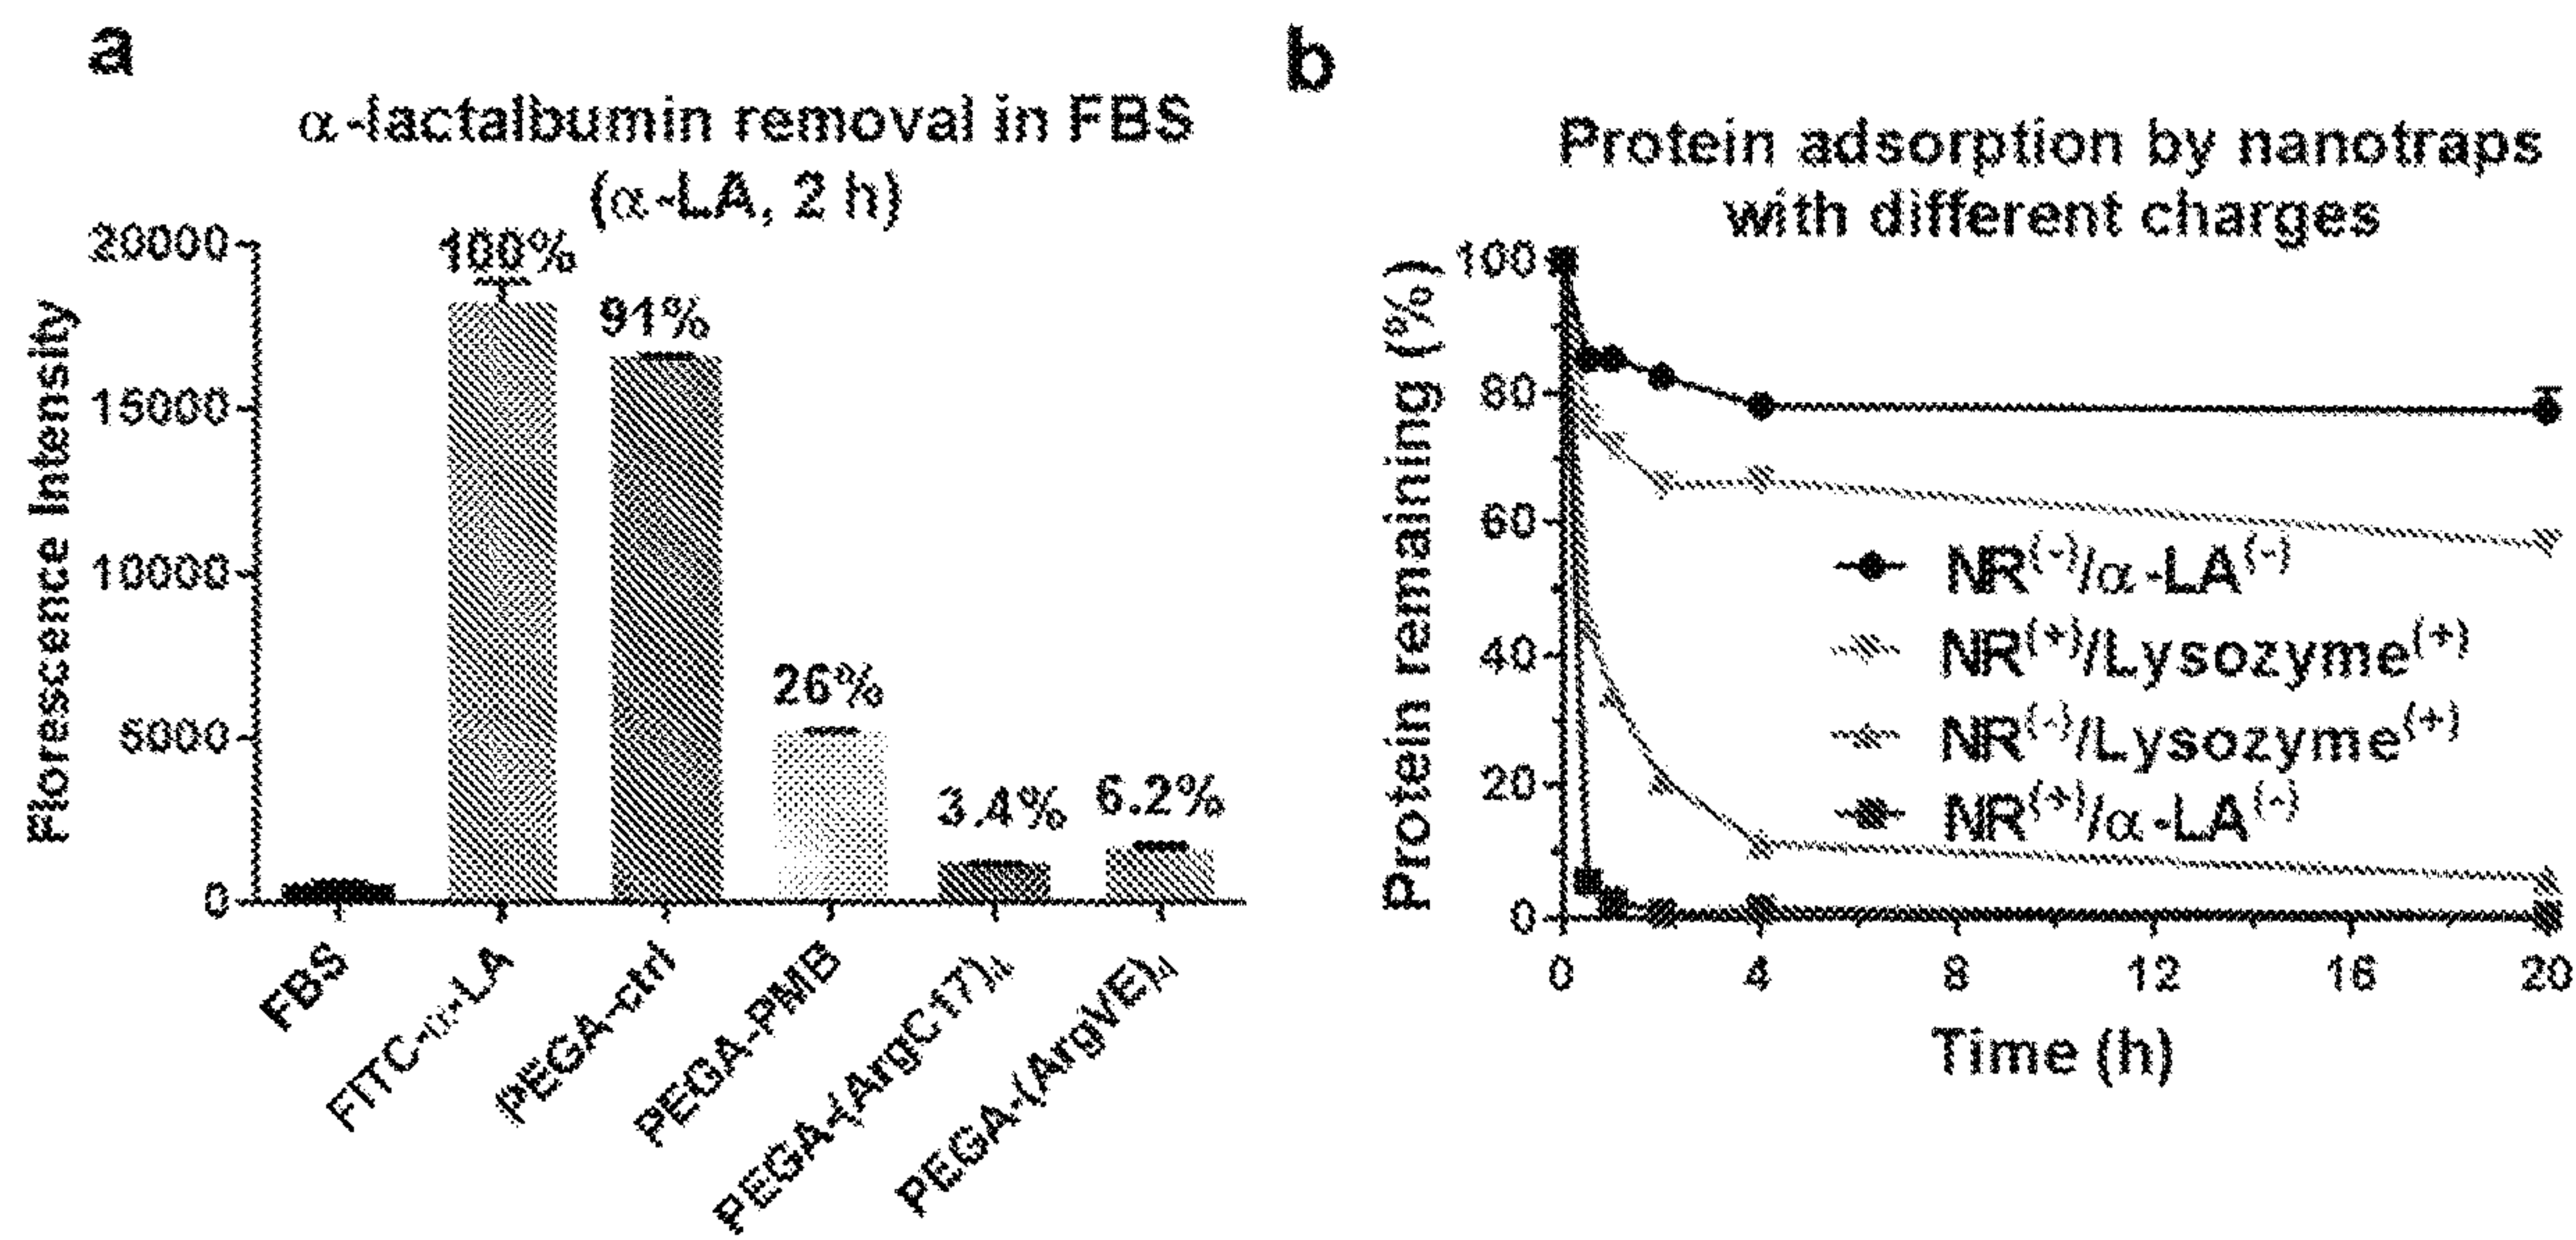 a
α-lactalbumin removal in FBS
(α-LA, 2 h)
Florescence Intensity
20000
15000
10000
5000
0
100%
91%
26%
3.4%
6.2%
FBS
FITC-α-LA
PEGA-ctrl
PEGA-PMB
PEGA-(ArgC17)₄
PEGA-(ArgVE)₄
b
Protein adsorption by nanotraps
with different charges
Protein remaining (%)
100
80
60
40
20
0
NR(-)/α-LA(-)
NR(+)/Lysozyme(+)
NR(-)/Lysozyme(+)
NR(+)/α-LA(-)
0 4 8 12 16 20
Time (h)